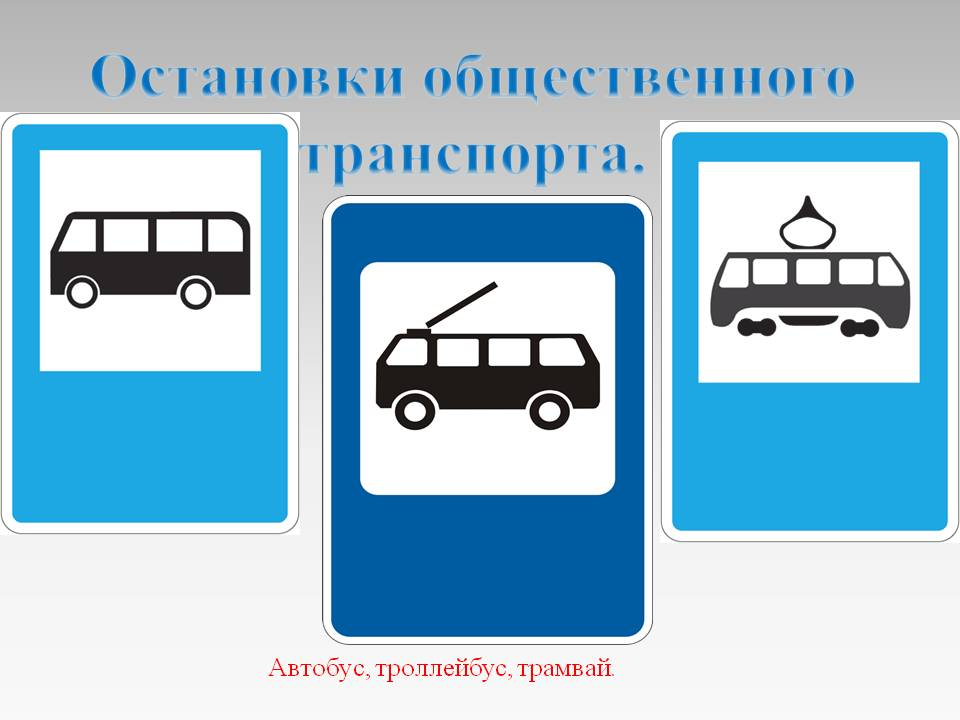 Остановки общественного
транспорта.
Автобус, троллейбус, трамвай.